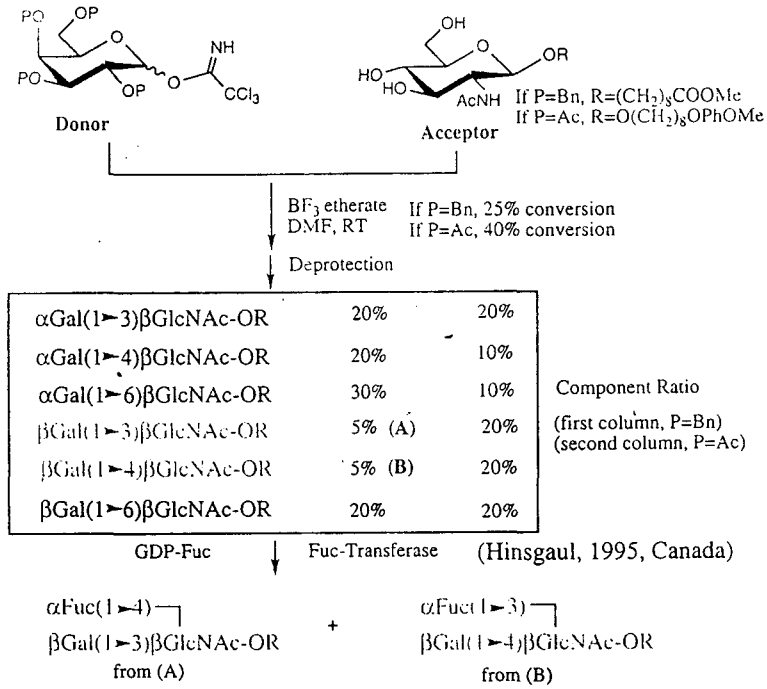 PO OPr
PO
O
NH
PO
PO
O
CCl3
Donor
HO
HO
HO
O
AcNH
OR
Acceptor
If P=Bn, R=(CH2)8COOMe
If P=Ac, R=O(CH2)8OPhOMe
BF3 etherate If P=Bn, 25% conversion
DMF, RT If P=Ac, 40% conversion
Deprotection
αGal(1►3)βGlcNAc-OR 20% 20%
αGal(1►4)βGlcNAc-OR 20% 10%
αGal(1►6)βGlcNAc-OR 30% 10%
βGal(1►3)βGlcNAc-OR 5% (A) 20%
βGal(1►4)βGlcNAc-OR 5% (B) 20%
βGal(1►6)βGlcNAc-OR 20% 20%
Component Ratio
(first column, P=Bn)
(second column, P=Ac)
GDP-Fuc Fuc-Transferase (Hinsgaul, 1995, Canada)
αFuc(1►4)
βGal(1►3)βGlcNAc-OR
from (A)
+
αFuc(1►3)
βGal(1►4)βGlcNAc-OR
from (B)